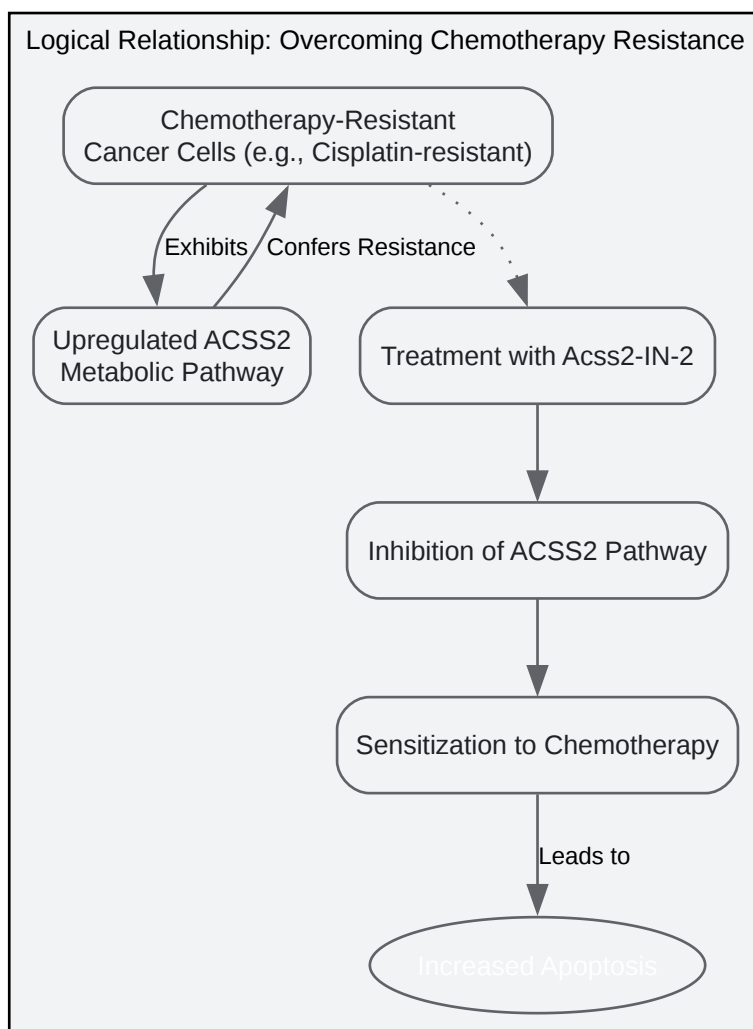 Logical Relationship: Overcoming Chemotherapy Resistance
Chemotherapy-Resistant
Cancer Cells (e.g., Cisplatin-resistant)
Exhibits
Confers Resistance
Upregulated ACSS2
Metabolic Pathway
Treatment with Acss2-IN-2
Inhibition of ACSS2 Pathway
Sensitization to Chemotherapy
Leads to
Increased Apoptosis